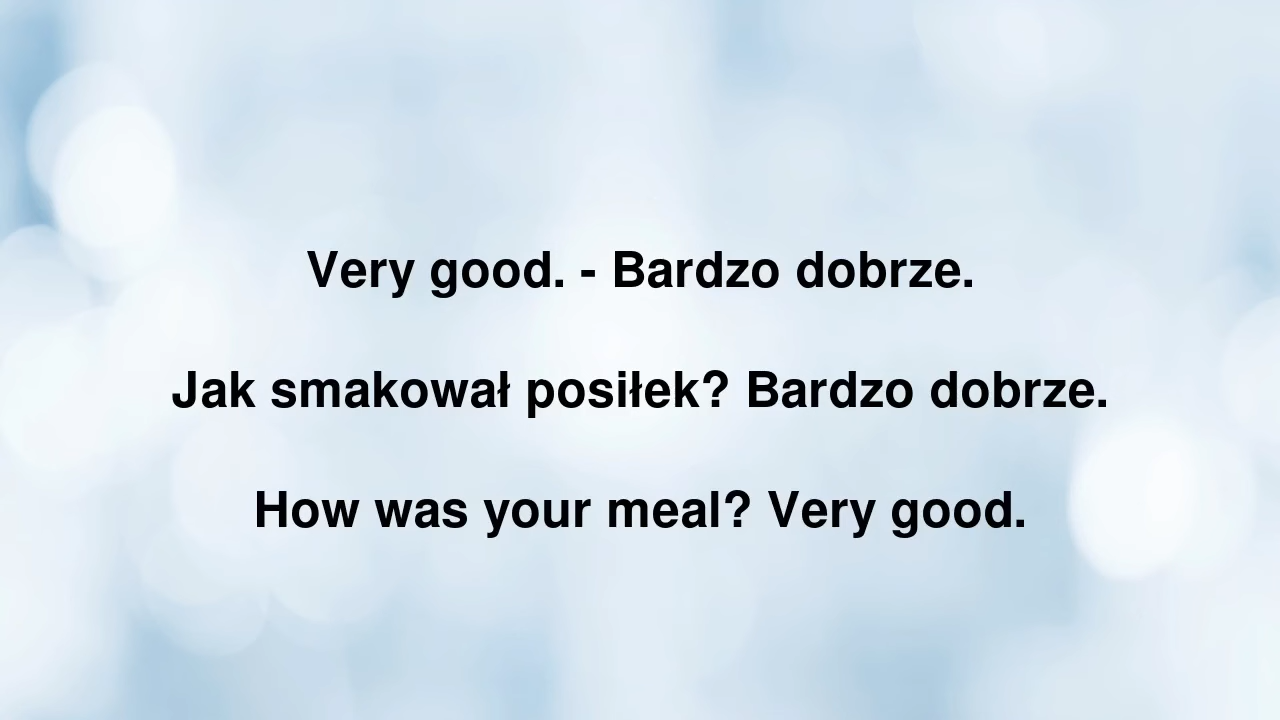 Very good. - Bardzo dobrze.
Jak smakował posiłek? Bardzo dobrze.
How was your meal? Very good.